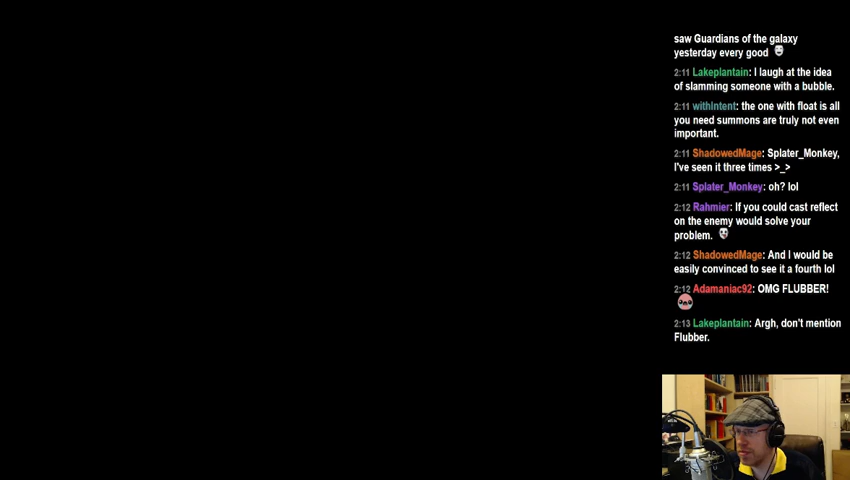 saw Guardians of the galaxy
yesterday every good
2:11 Lakeplantain: I laugh at the idea
of slamming someone with a bubble.
2:11 withIntent: the one with float is all
you need summons are truly not even
important.
2:11 ShadowedMage: Splater_Monkey,
I've seen it three times >_>
2:11 Splater_Monkey: oh? lol
2:12 Rahmier: If you could cast reflect
on the enemy would solve your
problem.
2:12 ShadowedMage: And I would be
easily convinced to see it a fourth lol
2:12 Adamaniac92: OMG FLUBBER!
2:13 Lakeplantain: Argh, don't mention
Flubber.